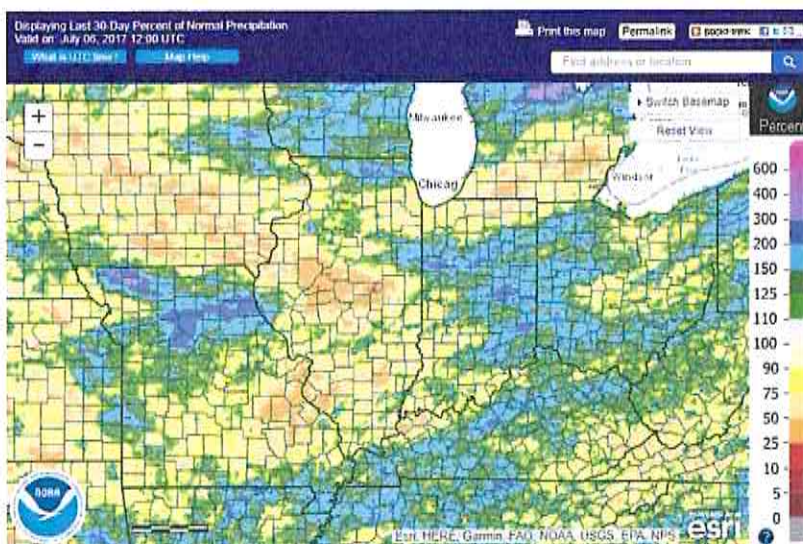 Displaying Last 30-Day Percent of Normal Precipitation
Valid on July 06, 2017 12:00 UTC
What is UTC time? Map Help
Print this map Permalink
Find address or location
+
−
Switch Basemap
Reset View
Percent
Milwaukee
Chicag
Windsor
600
400
300
200
150
125
110
100
90
75
50
25
10
5
0
NOAA
Esri, HERE, Garmin, FAO, NOAA, USGS, EPA, NPS
esri
?